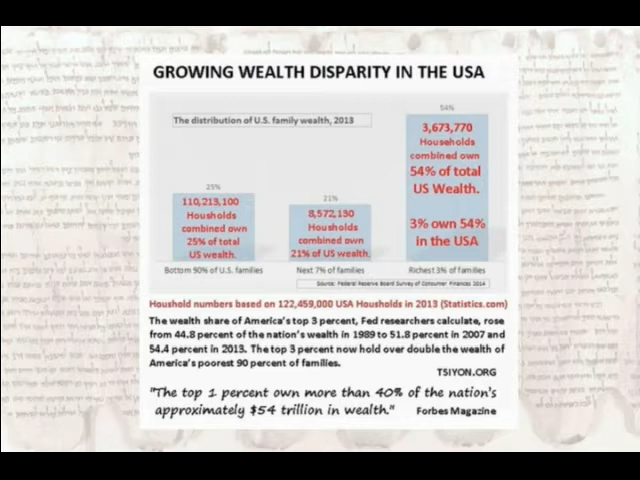 GROWING WEALTH DISPARITY IN THE USA
54%
The distribution of U.S. family wealth, 2013
3,673,770
Households
combined own
54% of total
US Wealth.
3% own 54%
in the USA
25%
110,213,100
Housholds
combined own
25% of total
US wealth.
21%
8,572,130
Housholds
combined own
21% of US wealth.
Bottom 90% of U.S. families
Next 7% of families
Richest 3% of families
Source: Federal Reserve Board Survey of Consumer Finances 2014
Houshold numbers based on 122,459,000 USA Housholds in 2013 (Statistics.com)
The wealth share of America's top 3 percent, Fed researchers calculate, rose
from 44.8 percent of the nation's wealth in 1989 to 51.8 percent in 2007 and
54.4 percent in 2013. The top 3 percent now hold over double the wealth of
America's poorest 90 percent of families.
TSIYON.ORG
"The top 1 percent own more than 40% of the nation's
approximately $54 trillion in wealth."
Forbes Magazine